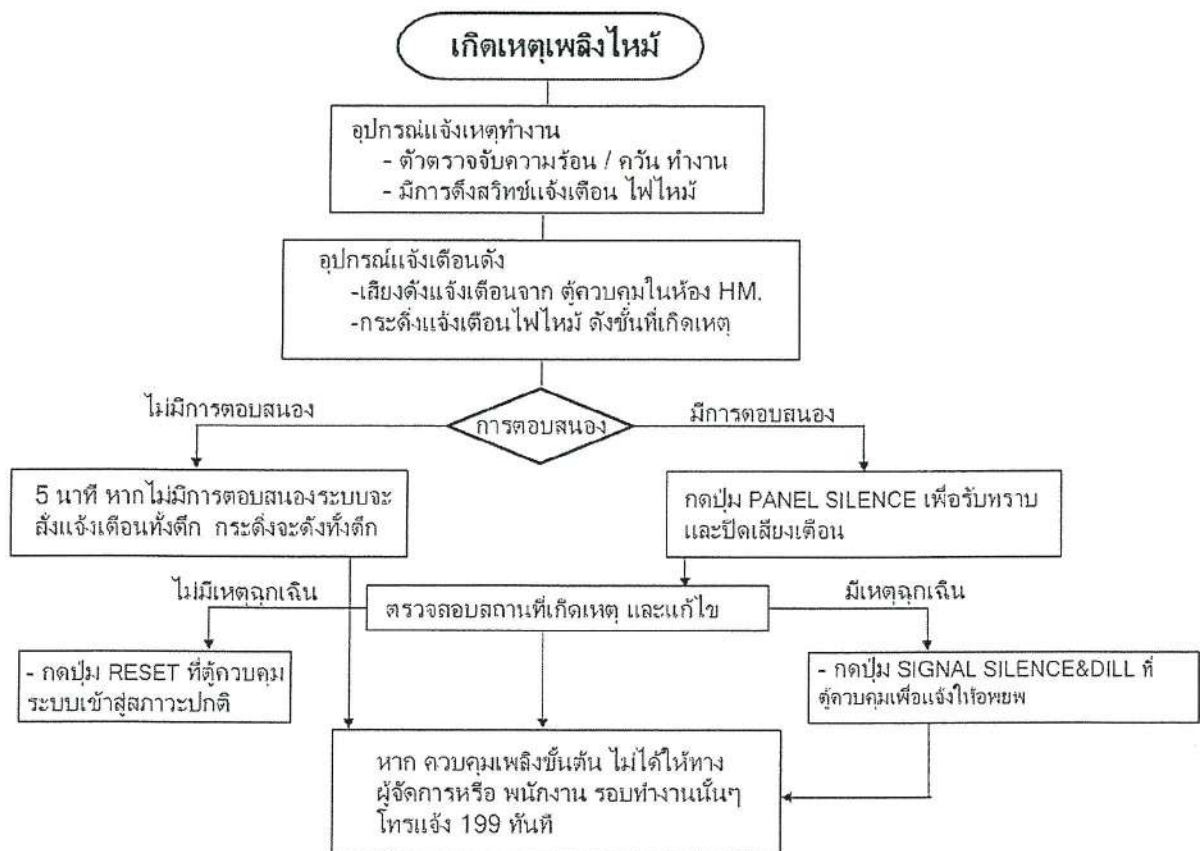 เกิดเหตุเพลิงไหม้
อุปกรณ์แจ้งเหตุทำงาน
- ตัวตรวจจับความร้อน / ควัน ทำงาน
- มีการดึงสวิทช์แจ้งเตือน ไฟไหม้
อุปกรณ์แจ้งเตือนดัง
-เสียงดังแจ้งเตือนจาก ตู้ควบคุมในห้อง HM.
-กระดิ่งแจ้งเตือนไฟไหม้ ดังชั้นที่เกิดเหตุ
ไม่มีการตอบสนอง
การตอบสนอง
มีการตอบสนอง
5 นาที หากไม่มีการตอบสนองระบบจะ
สั่งแจ้งเตือนทั้งตึก กระดิ่งจะดังทั้งตึก
กดปุ่ม PANEL SILENCE เพื่อรับทราบ
และปิดเสียงเตือน
ไม่มีเหตุฉุกเฉิน
ตรวจสอบสถานที่เกิดเหตุ และแก้ไข
มีเหตุฉุกเฉิน
- กดปุ่ม RESET ที่ตู้ควบคุม
ระบบเข้าสู่สภาวะปกติ
- กดปุ่ม SIGNAL SILENCE&DILL ที่
ตู้ควบคุมเพื่อแจ้งให้อพยพ
หาก ควบคุมเพลิงขั้นต้น ไม่ได้ให้ทาง
ผู้จัดการหรือ พนักงาน รอบทำงานนั้นๆ
โทรแจ้ง 199 ทันที